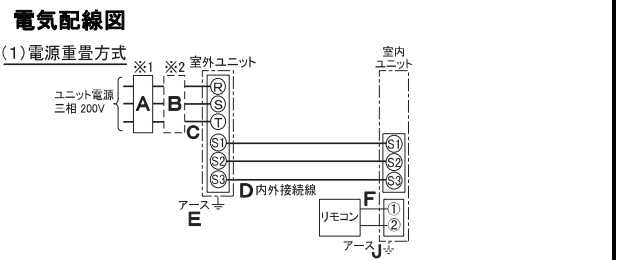 電気配線図
(1)電源重畳方式
※1 ※2 室外ユニット
室内
ユニット
ユニット電源
三相 200V
A B C
R
S
T
S1 S1
S2 S2
S3 S3
D 内外接続線
アース
E
F
リモコン
①
②
アース J